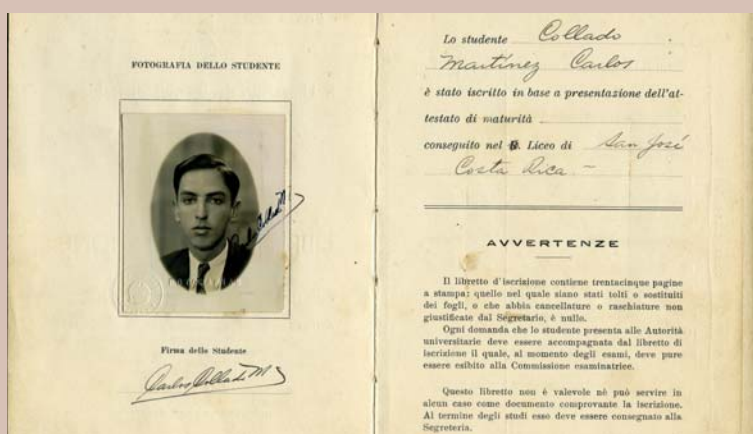 FOTOGRAFIA DELLO STUDENTE
Firma dello Studente
Carlos Collado M
Lo studente Collado
Martínez Carlos
è stato iscritto in base a presentazione dell'at-
testato di maturità
conseguito nel R. Liceo di San José
Costa Rica -
AVVERTENZE
Il libretto d'iscrizione contiene trentacinque pagine
a stampa; quello nel quale siano stati tolti o sostituiti
dei fogli, o che abbia cancellature o raschiature non
giustificate dal Segretario, è nullo.
Ogni domanda che lo studente presenta alle Autorità
universitarie deve essere accompagnata dal libretto di
iscrizione il quale, al momento degli esami, deve pure
essere esibito alla Commissione esaminatrice.
Questo libretto non è valevole nè può servire in
alcun caso come documento comprovante la iscrizione.
Al termine degli studi esso deve essere consegnato alla
Segreteria.